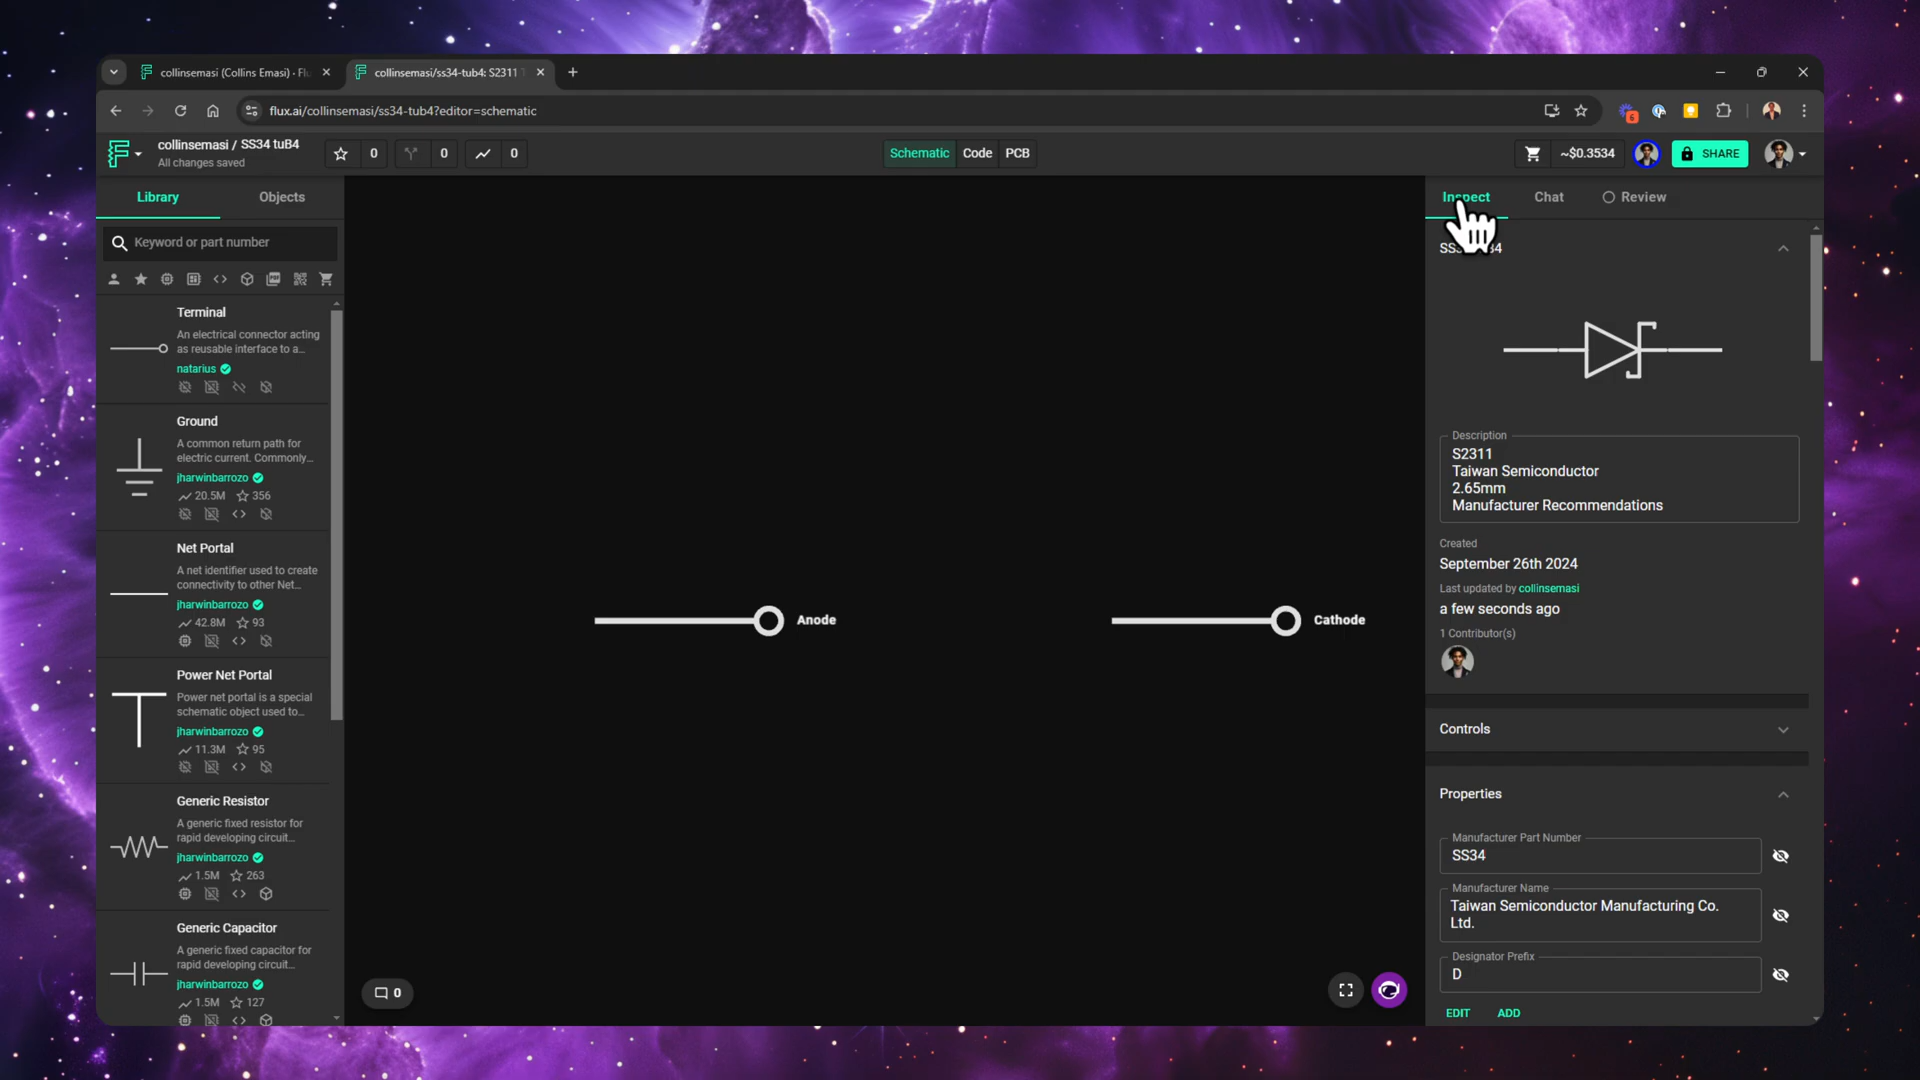 collinsemasi (Collins Emasi) · Flu
collinsemasi/ss34-tub4: S2311 T
flux.ai/collinsemasi/ss34-tub4?editor=schematic
6
collinsemasi / SS34 tuB4
All changes saved
0
0
0
Schematic
Code
PCB
~$0.3534
SHARE
Library
Objects
Keyword or part number
Terminal
An electrical connector acting
as reusable interface to a...
natarius
Ground
A common return path for
electric current. Commonly...
jharwinbarrozo
20.5M
356
Net Portal
A net identifier used to create
connectivity to other Net...
jharwinbarrozo
42.8M
93
Power Net Portal
Power net portal is a special
schematic object used to...
jharwinbarrozo
11.3M
95
Generic Resistor
A generic fixed resistor for
rapid developing circuit...
jharwinbarrozo
1.5M
263
Generic Capacitor
A generic fixed capacitor for
rapid developing circuit...
jharwinbarrozo
1.5M
127
Anode
Cathode
0
Inspect
Chat
Review
Description
S2311
Taiwan Semiconductor
2.65mm
Manufacturer Recommendations
Created
September 26th 2024
Last updated by collinsemasi
a few seconds ago
1 Contributor(s)
Controls
Properties
Manufacturer Part Number
SS34
Manufacturer Name
Taiwan Semiconductor Manufacturing Co.
Ltd.
Designator Prefix
D
EDIT
ADD